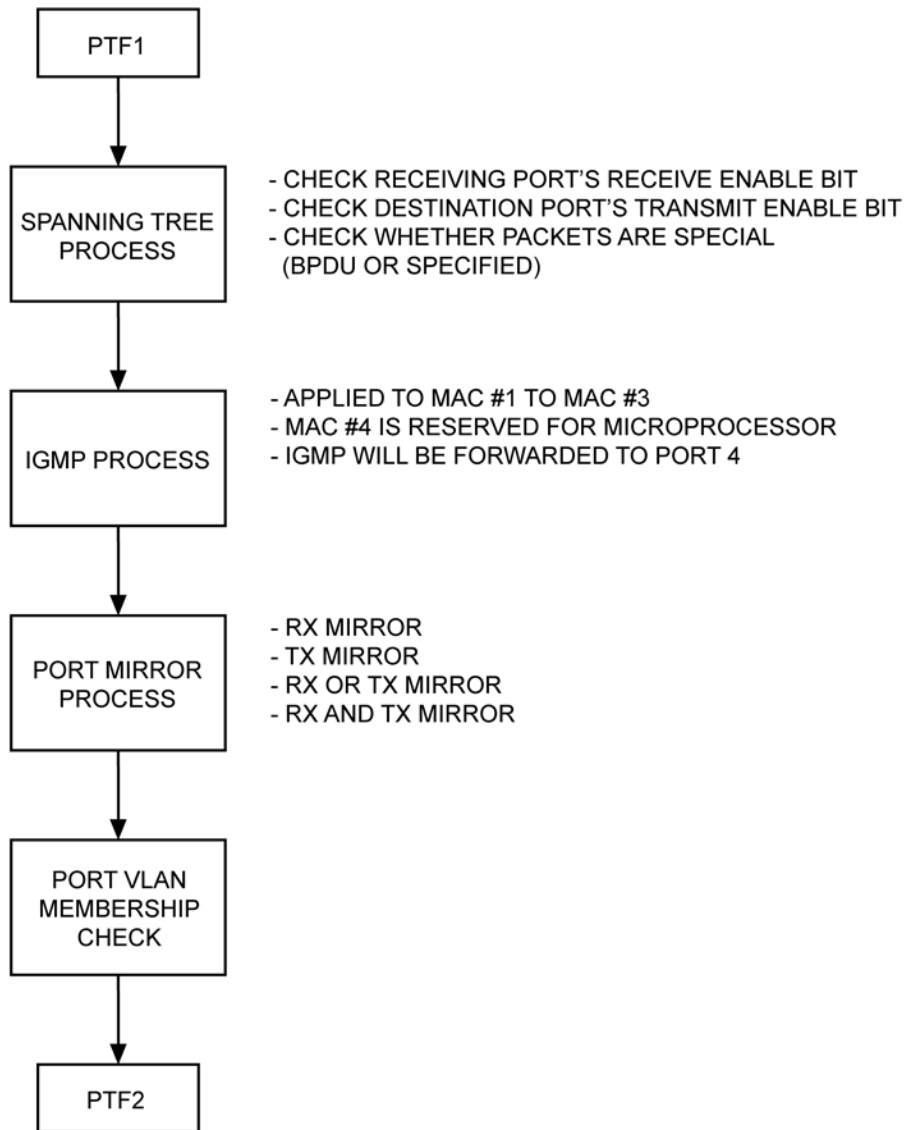 PTF1
SPANNING TREE
PROCESS
- CHECK RECEIVING PORT'S RECEIVE ENABLE BIT
- CHECK DESTINATION PORT'S TRANSMIT ENABLE BIT
- CHECK WHETHER PACKETS ARE SPECIAL
(BPDU OR SPECIFIED)
IGMP PROCESS
- APPLIED TO MAC #1 TO MAC #3
- MAC #4 IS RESERVED FOR MICROPROCESSOR
- IGMP WILL BE FORWARDED TO PORT 4
PORT MIRROR
PROCESS
- RX MIRROR
- TX MIRROR
- RX OR TX MIRROR
- RX AND TX MIRROR
PORT VLAN
MEMBERSHIP
CHECK
PTF2